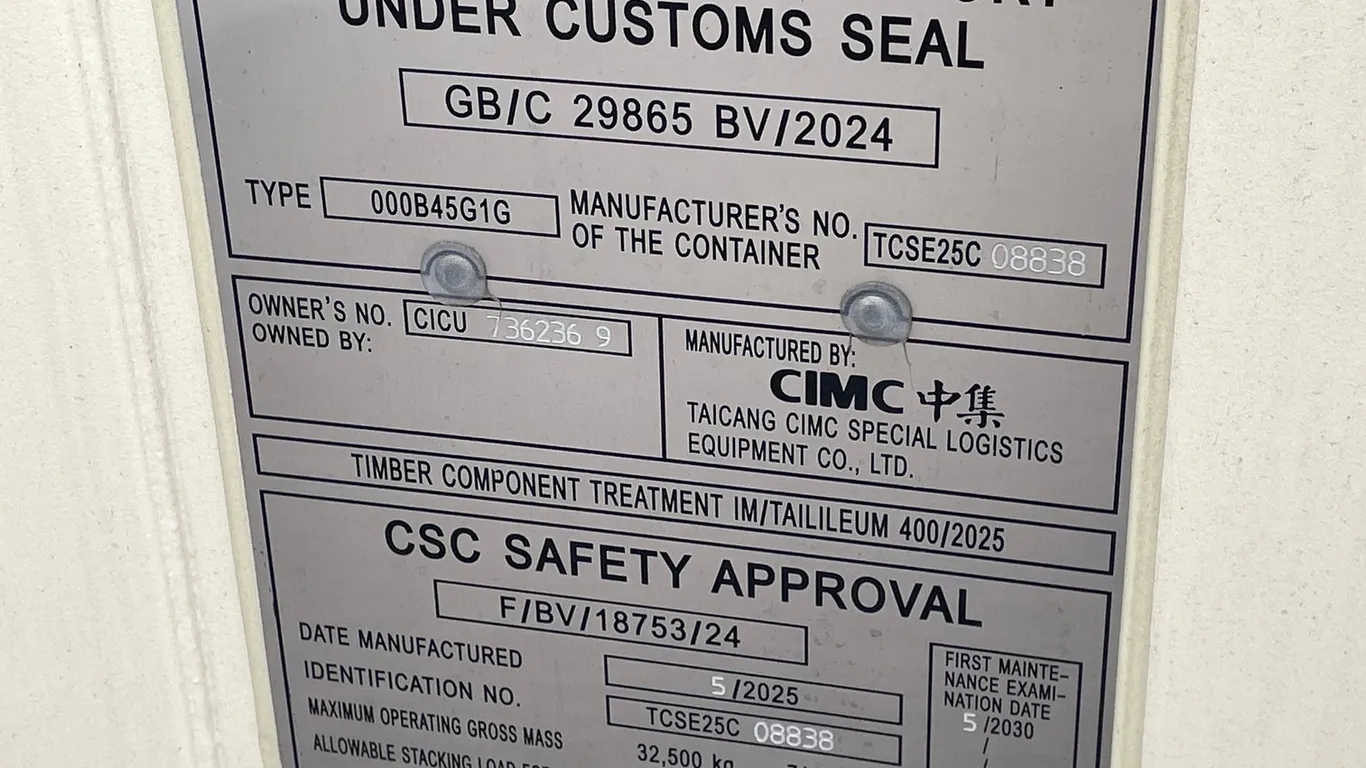 UNDER CUSTOMS SEAL
GB/C 29865 BV/2024
TYPE 000B45G1G MANUFACTURER'S NO. OF THE CONTAINER TCSE25C 08838
OWNER'S NO. CICU 736236 9
OWNED BY:
MANUFACTURED BY:
CIMC 中集
TAICANG CIMC SPECIAL LOGISTICS
EQUIPMENT CO., LTD.
TIMBER COMPONENT TREATMENT IM/TAILILEUM 400/2025
CSC SAFETY APPROVAL
F/BV/18753/24
DATE MANUFACTURED 5/2025
IDENTIFICATION NO. TCSE25C 08838
MAXIMUM OPERATING GROSS MASS 32,500 kg
ALLOWABLE STACKING LOAD FOR
FIRST MAINTE-
NANCE EXAMI-
NATION DATE
5 /2030
/
/